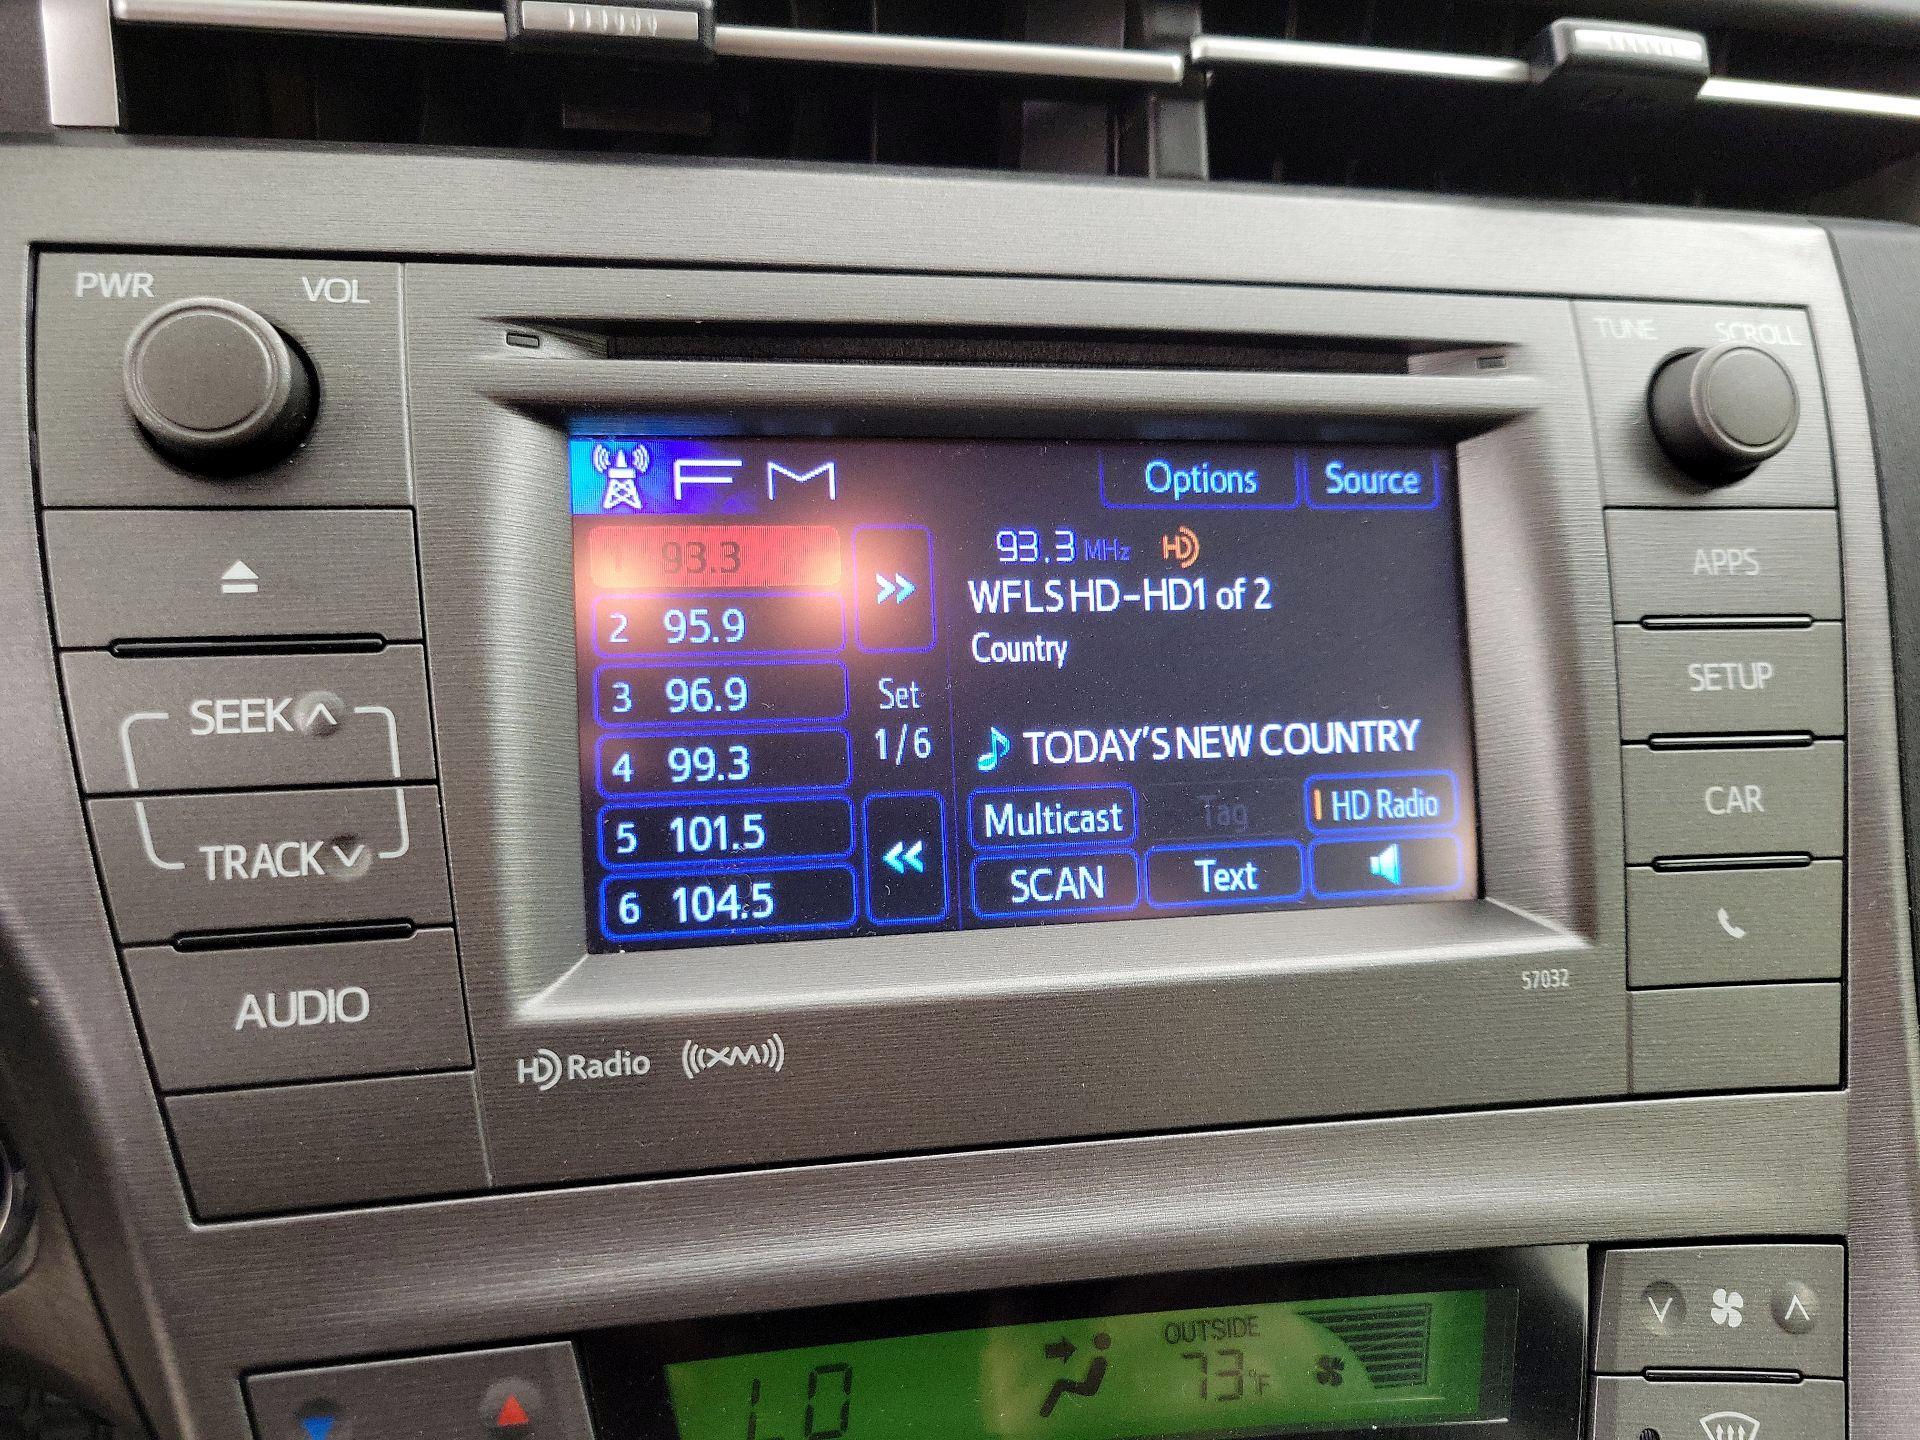 PWR VOL
TUNE SCROLL
FM Options Source
1 93.3
93.3 MHz HD
WFLS HD-HD1 of 2
2 95.9
Country
3 96.9
Set
1/6
4 99.3
TODAY'S NEW COUNTRY
5 101.5
Multicast Tag HD Radio
6 104.5
SCAN Text
SEEK
TRACK
AUDIO
APPS
SETUP
CAR
57032
HD Radio ((XM))
LO
OUTSIDE
73°F